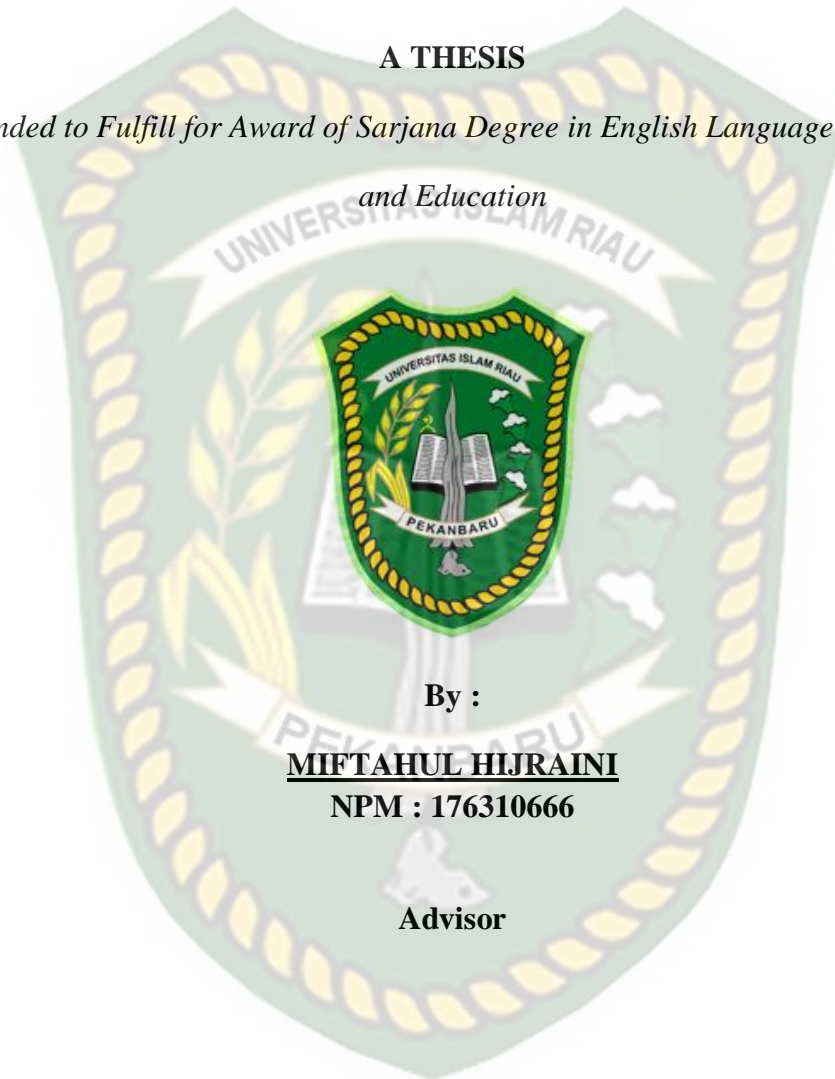 A THESIS
nded to Fulfill for Award of Sarjana Degree in English Language
and Education
UNIVERSITAS ISLAM RIAU
UNIVERSITAS ISLAM RIAU
PEKANBARU
By :
PEKANBARU
MIFTAHUL HIJRAINI
NPM : 176310666
Advisor